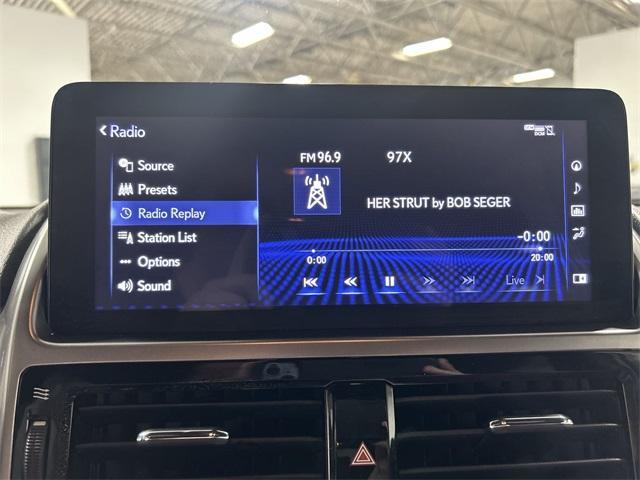 Radio
DCM
Source
Presets
Radio Replay
Station List
Options
Sound
FM 96.9 97X
HER STRUT by BOB SEGER
-0:00
0:00 20:00
Live